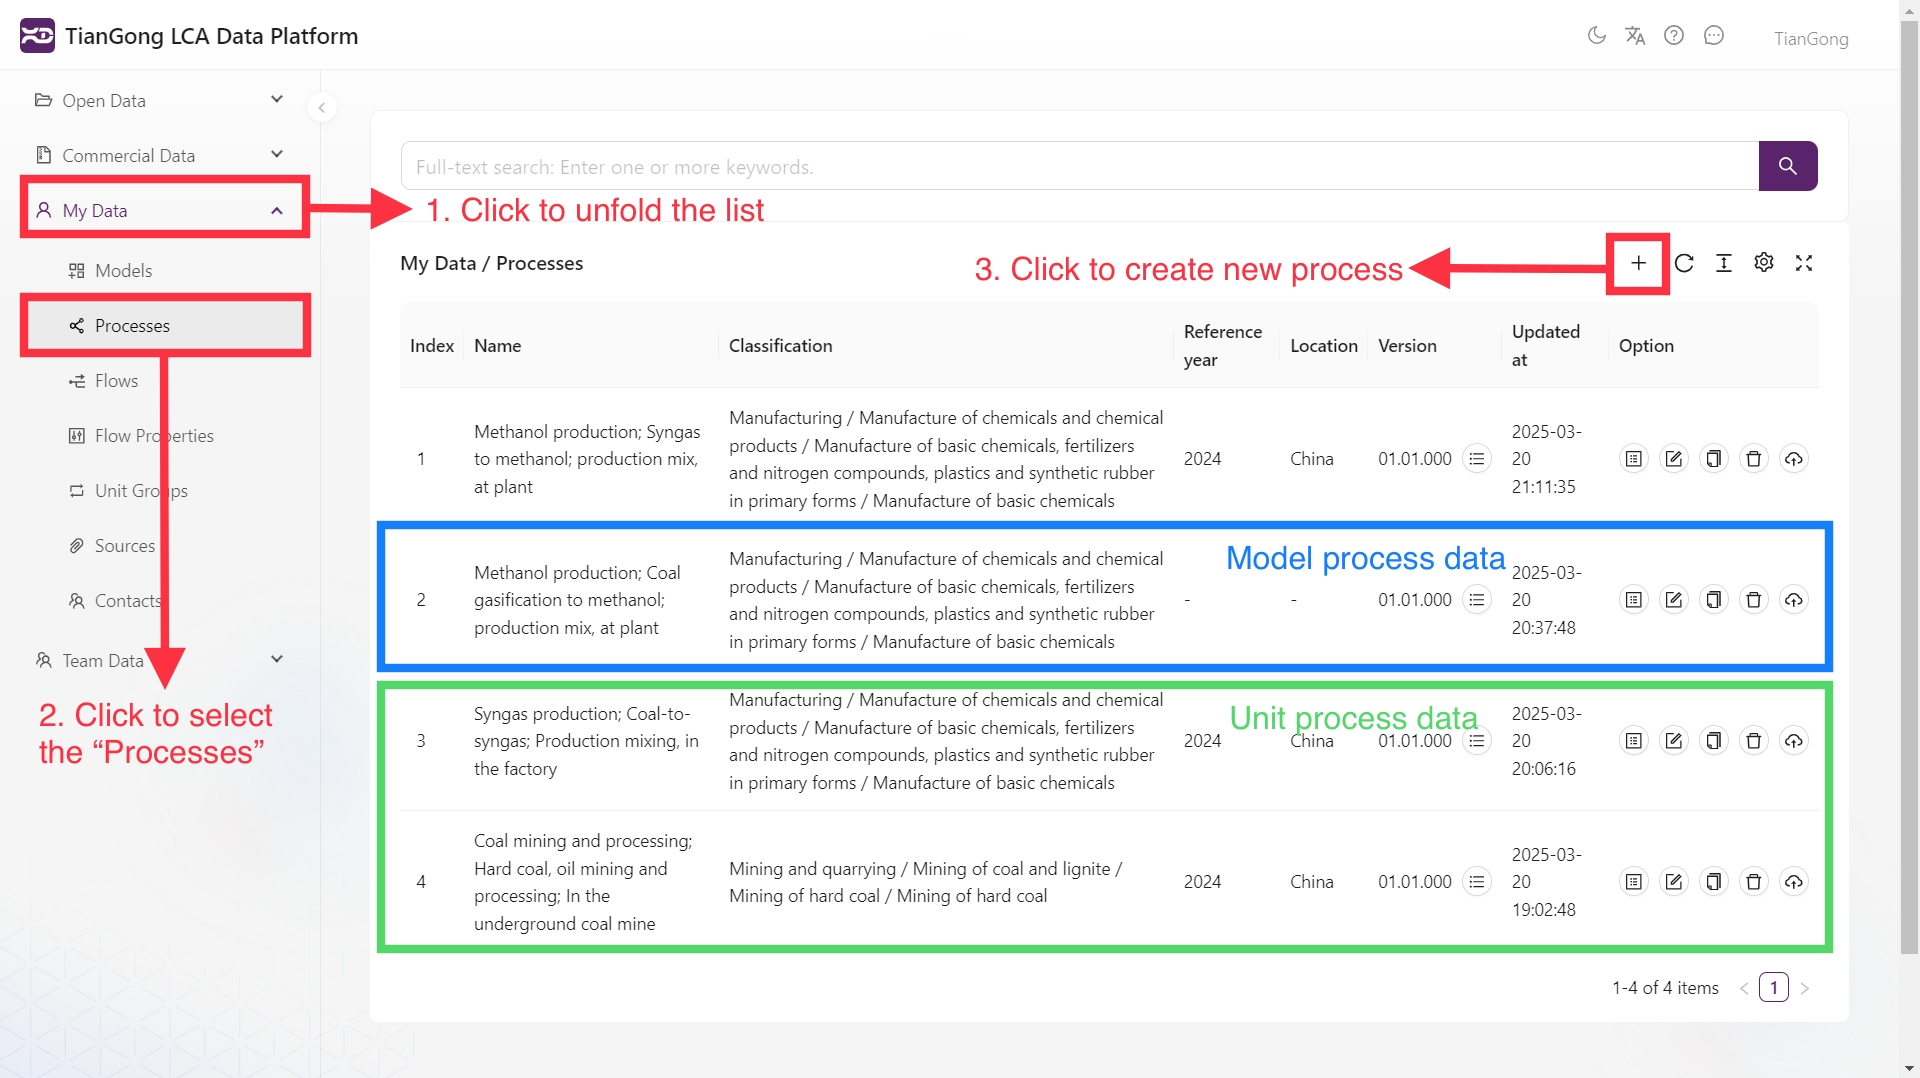 TianGong LCA Data Platform
TianGong
Open Data
Commercial Data
My Data
Models
Processes
Flows
Flow Properties
Unit Groups
Sources
Contacts
Team Data
2. Click to select
the “Processes”
Full-text search: Enter one or more keywords.
1. Click to unfold the list
My Data / Processes
3. Click to create new process
Index
Name
Classification
Reference
year
Location
Version
Updated
at
Option
1
Methanol production; Syngas
to methanol; production mix,
at plant
Manufacturing / Manufacture of chemicals and chemical
products / Manufacture of basic chemicals, fertilizers
and nitrogen compounds, plastics and synthetic rubber
in primary forms / Manufacture of basic chemicals
2024
China
01.01.000
2025-03-
20
21:11:35
Model process data
2
Methanol production; Coal
gasification to methanol;
production mix, at plant
Manufacturing / Manufacture of chemicals and chemical
products / Manufacture of basic chemicals, fertilizers
and nitrogen compounds, plastics and synthetic rubber
in primary forms / Manufacture of basic chemicals
-
-
01.01.000
2025-03-
20
20:37:48
Unit process data
3
Syngas production; Coal-to-
syngas; Production mixing, in
the factory
Manufacturing / Manufacture of chemicals and chemical
products / Manufacture of basic chemicals, fertilizers
and nitrogen compounds, plastics and synthetic rubber
in primary forms / Manufacture of basic chemicals
2024
China
01.01.000
2025-03-
20
20:06:16
4
Coal mining and processing;
Hard coal, oil mining and
processing; In the
underground coal mine
Mining and quarrying / Mining of coal and lignite /
Mining of hard coal / Mining of hard coal
2024
China
01.01.000
2025-03-
20
19:02:48
1-4 of 4 items
1